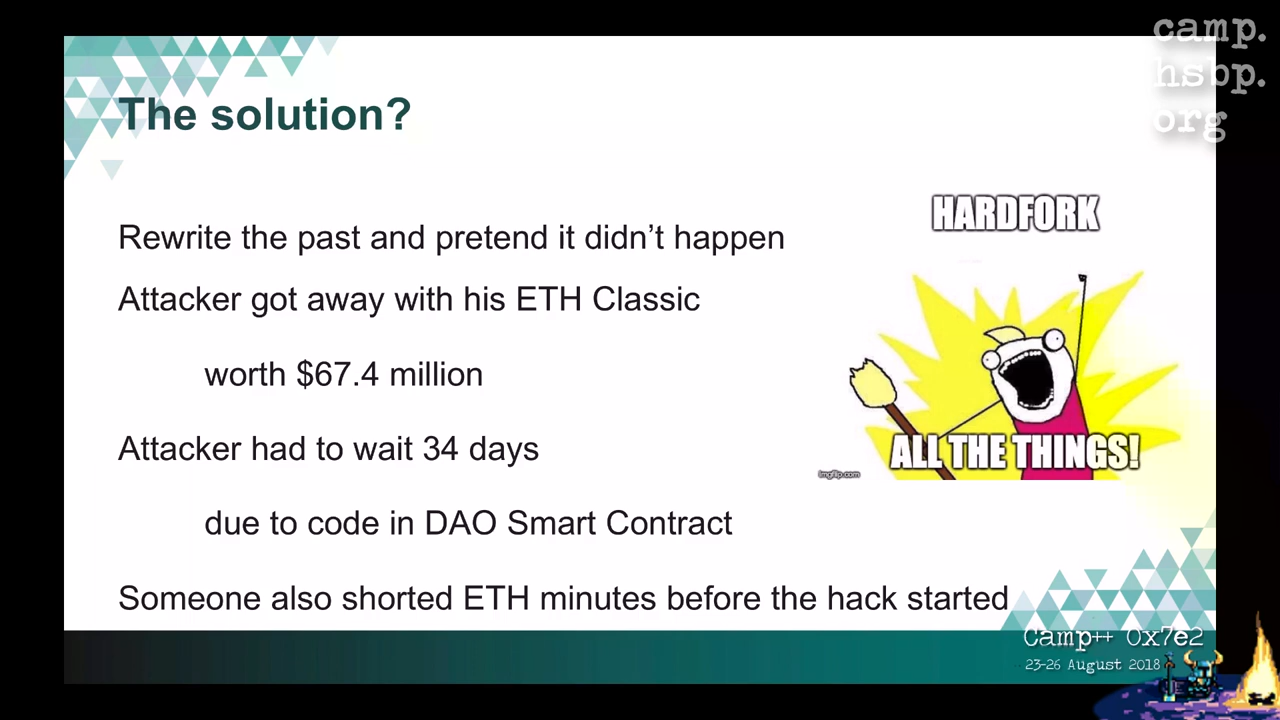 camp.
hsbp.
org
The solution?
HARDFORK
Rewrite the past and pretend it didn’t happen
Attacker got away with his ETH Classic
worth $67.4 million
Attacker had to wait 34 days
ALL THE THINGS!
imgflip.com
due to code in DAO Smart Contract
Someone also shorted ETH minutes before the hack started
Camp++ 0x7e2
23-26 August 2018